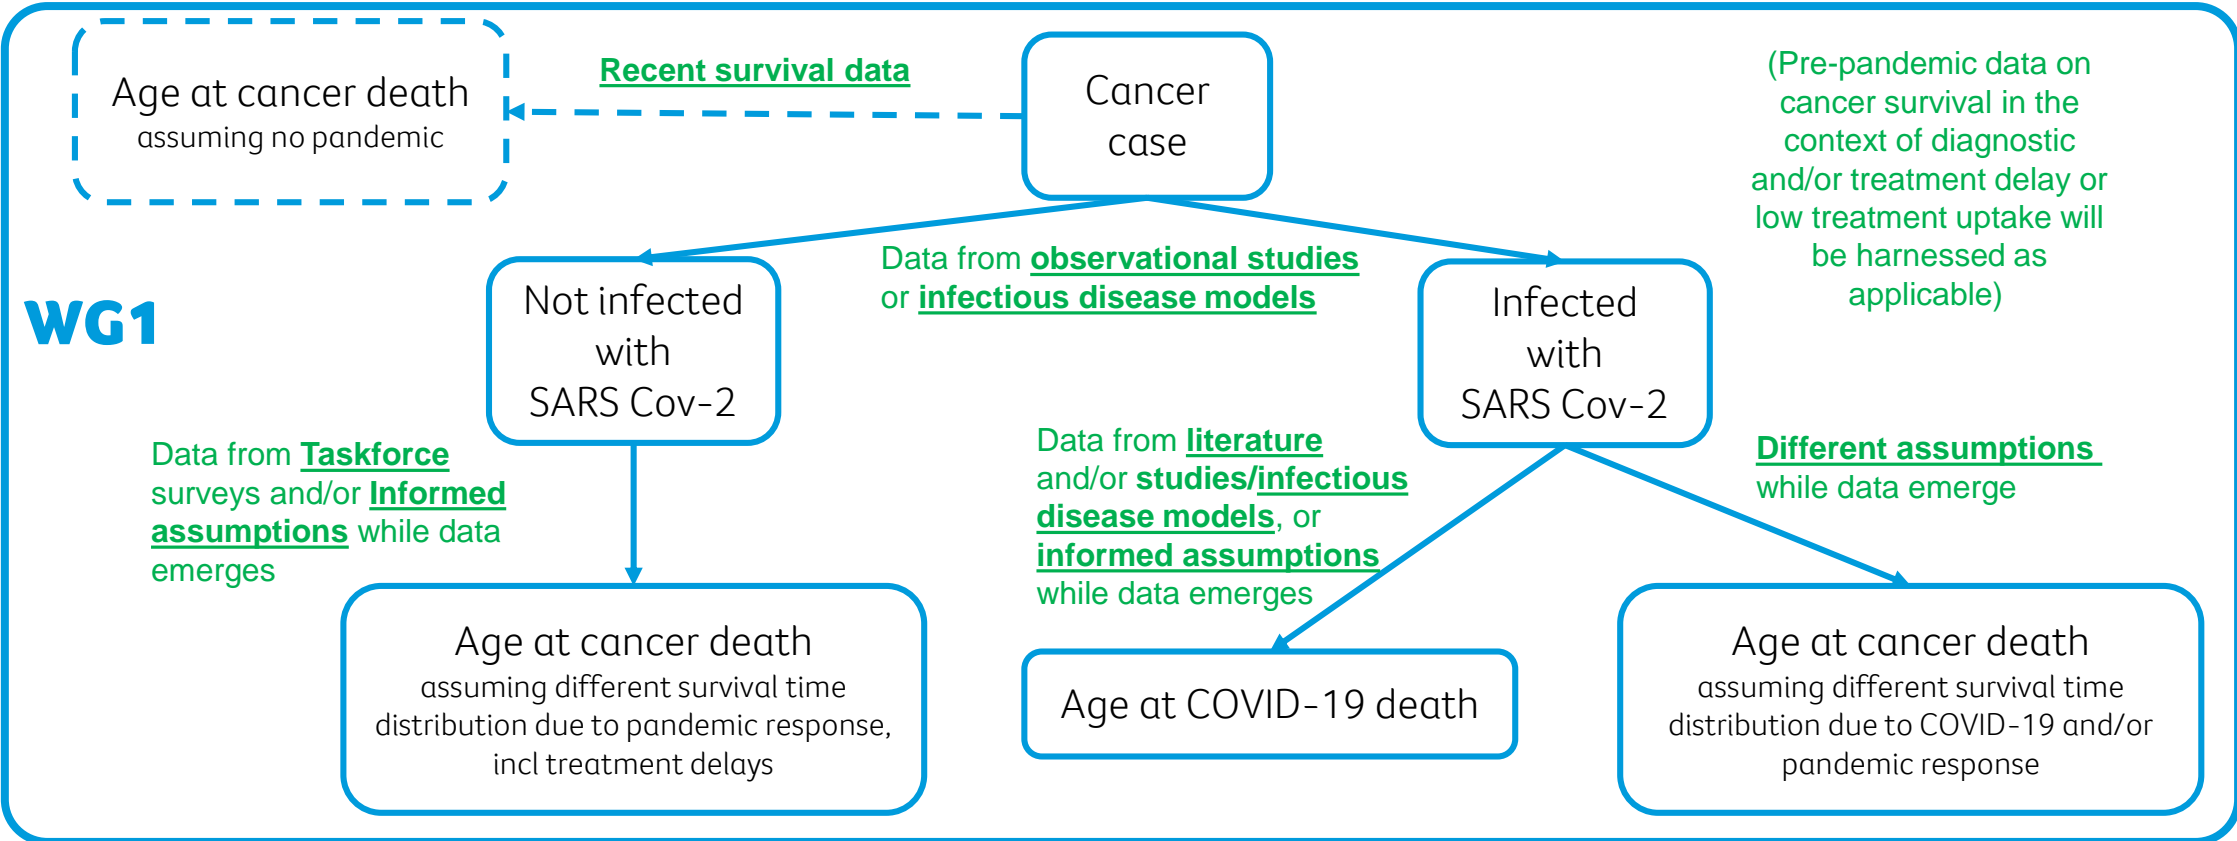 Age at cancer death
assuming no pandemic
Recent survival data
Cancer
case
(Pre-pandemic data on
cancer survival in the
context of diagnostic
and/or treatment delay or
low treatment uptake will
be harnessed as
applicable)
WG1
Not infected
with
SARS Cov-2
Data from observational studies
or infectious disease models
Infected
with
SARS Cov-2
Data from Taskforce
surveys and/or Informed
assumptions while data
emerges
Data from literature
and/or studies/infectious
disease models, or
informed assumptions
while data emerges
Different assumptions
while data emerge
Age at cancer death
assuming different survival time
distribution due to pandemic response,
incl treatment delays
Age at COVID-19 death
Age at cancer death
assuming different survival time
distribution due to COVID-19 and/or
pandemic response